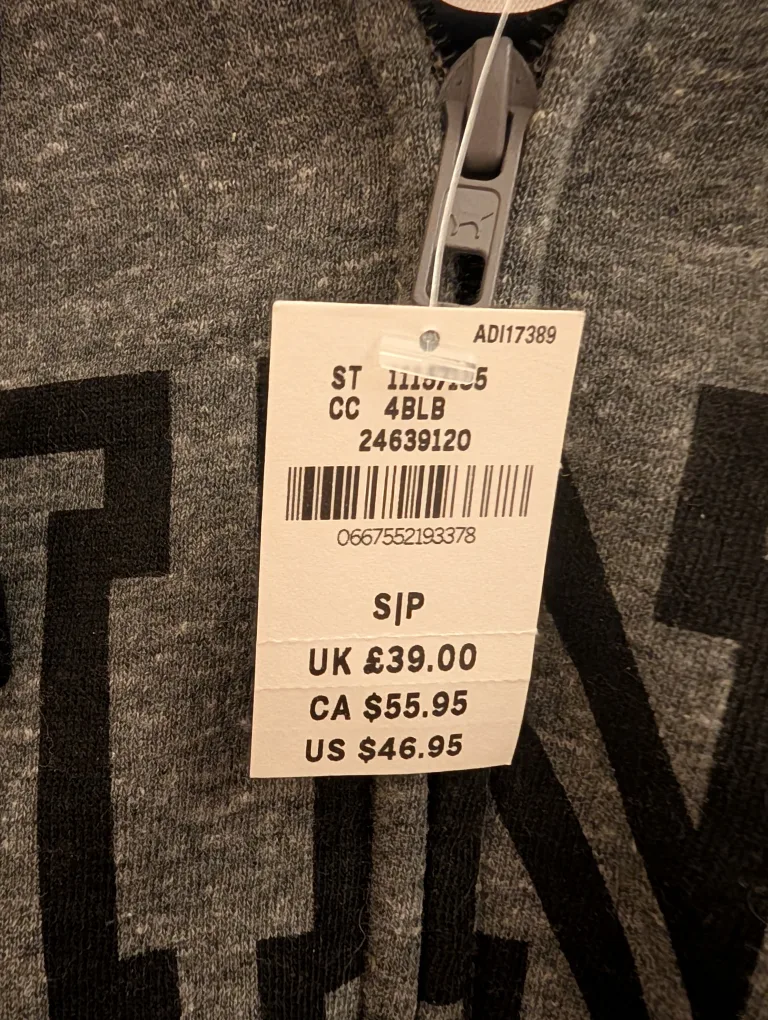 ADI17389
ST
CC 4BLB
24639120
0667552193378
S|P
UK £39.00
CA $55.95
US $46.95